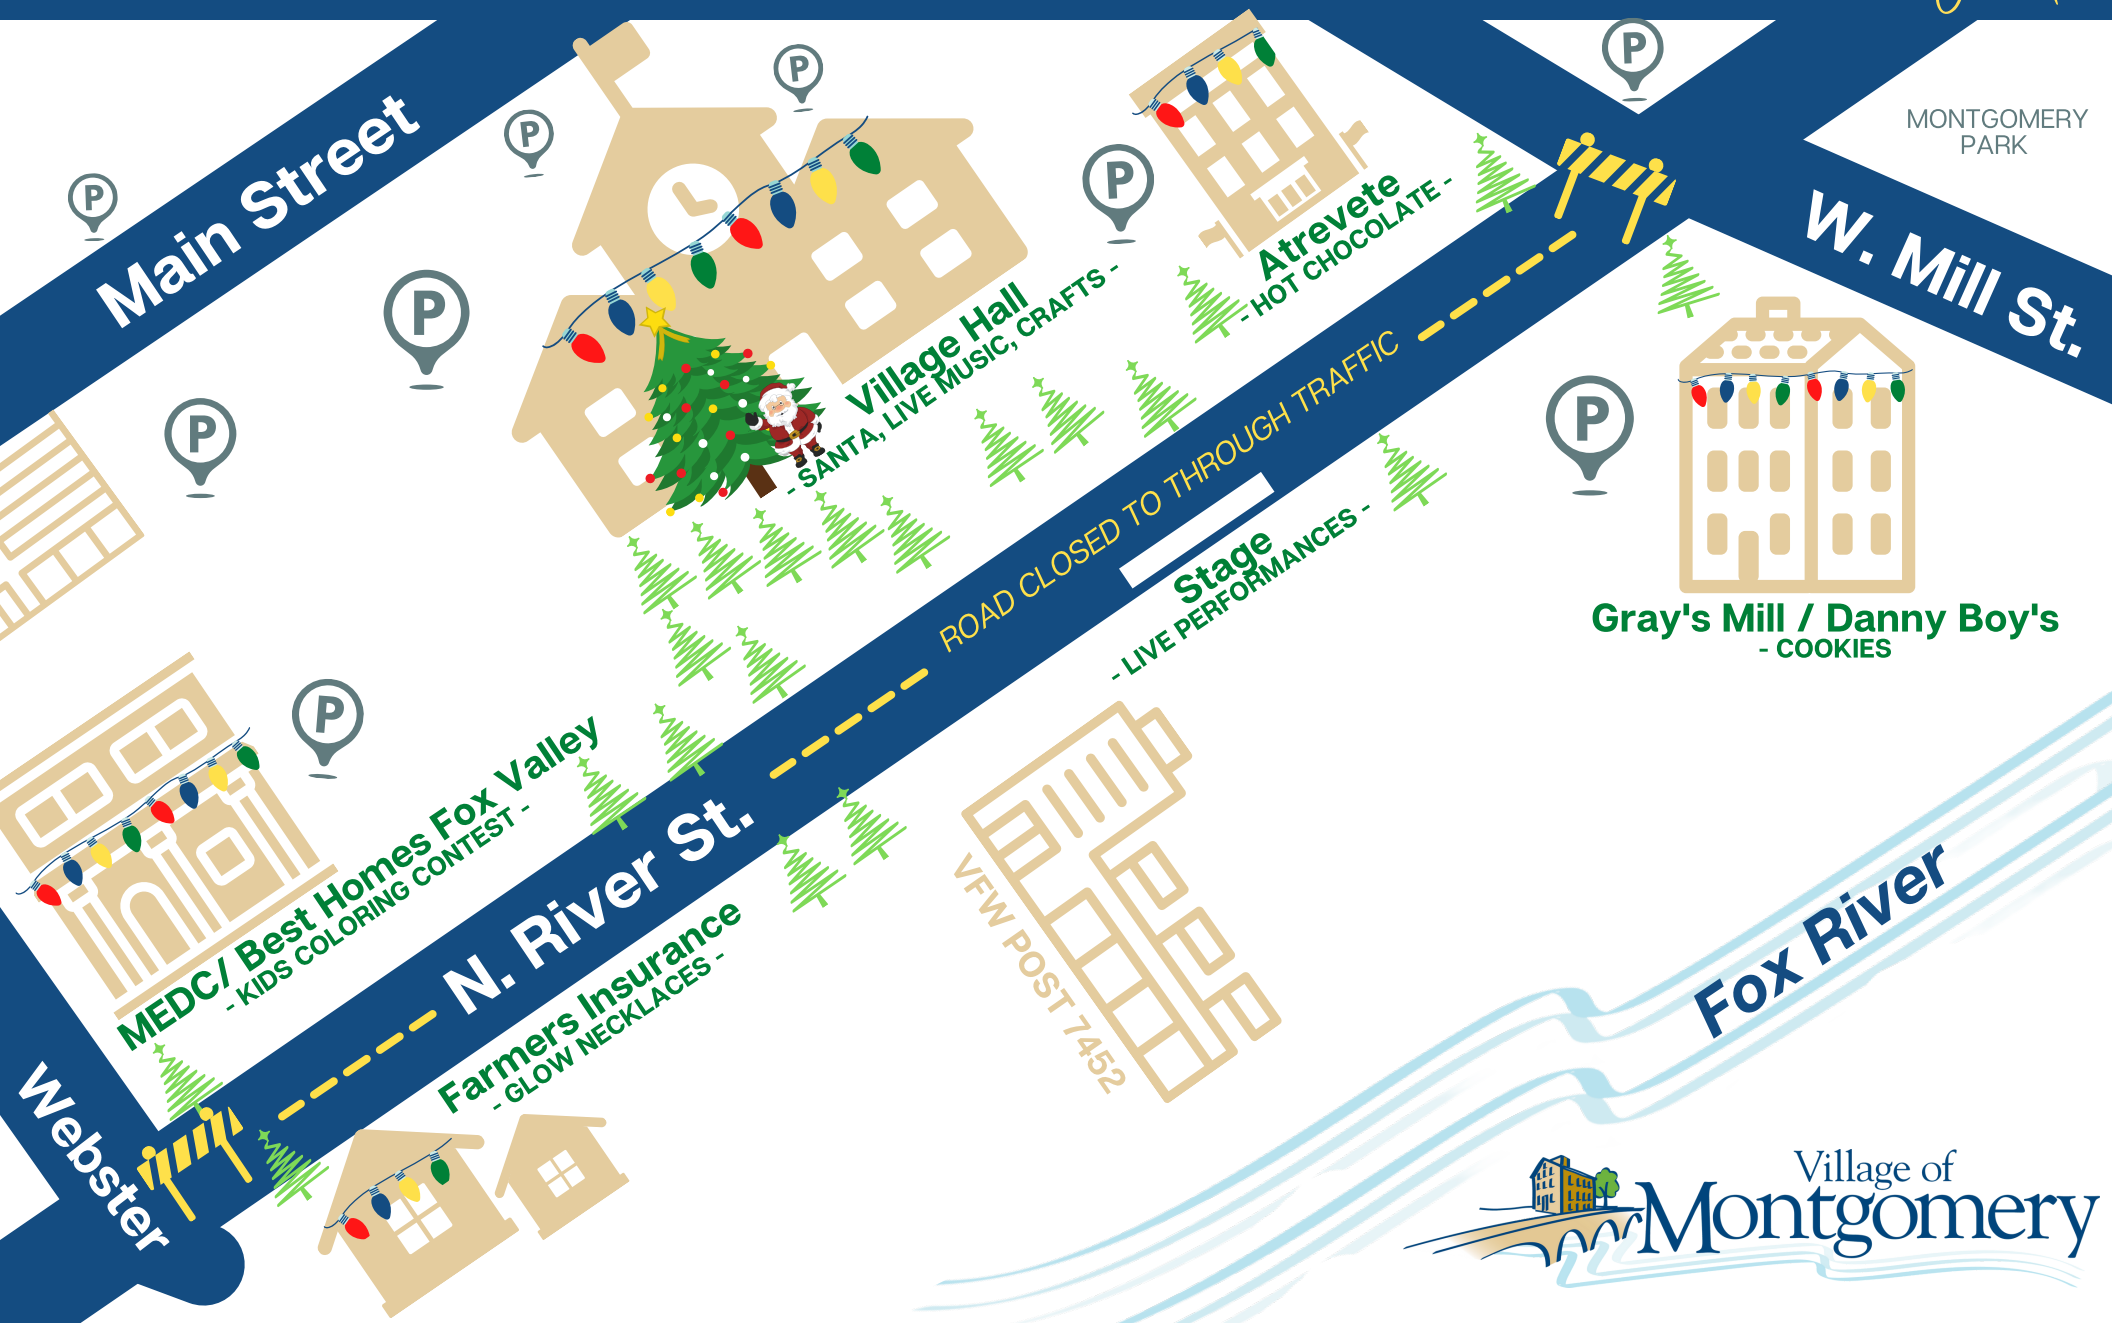 P
P
P
P
MONTGOMERY
PARK
Main Street
P
P
W. Mill St.
Atrevete
- HOT CHOCOLATE -
P
Village Hall
- SANTA, LIVE MUSIC, CRAFTS -
P
P
ROAD CLOSED TO THROUGH TRAFFIC
Stage
- LIVE PERFORMANCES -
Gray's Mill / Danny Boy's
- COOKIES
P
MEDC/ Best Homes Fox Valley
- KIDS COLORING CONTEST -
N. River St.
Farmers Insurance
- GLOW NECKLACES -
VFW POST 7452
Fox River
Webster
Village of
Montgomery